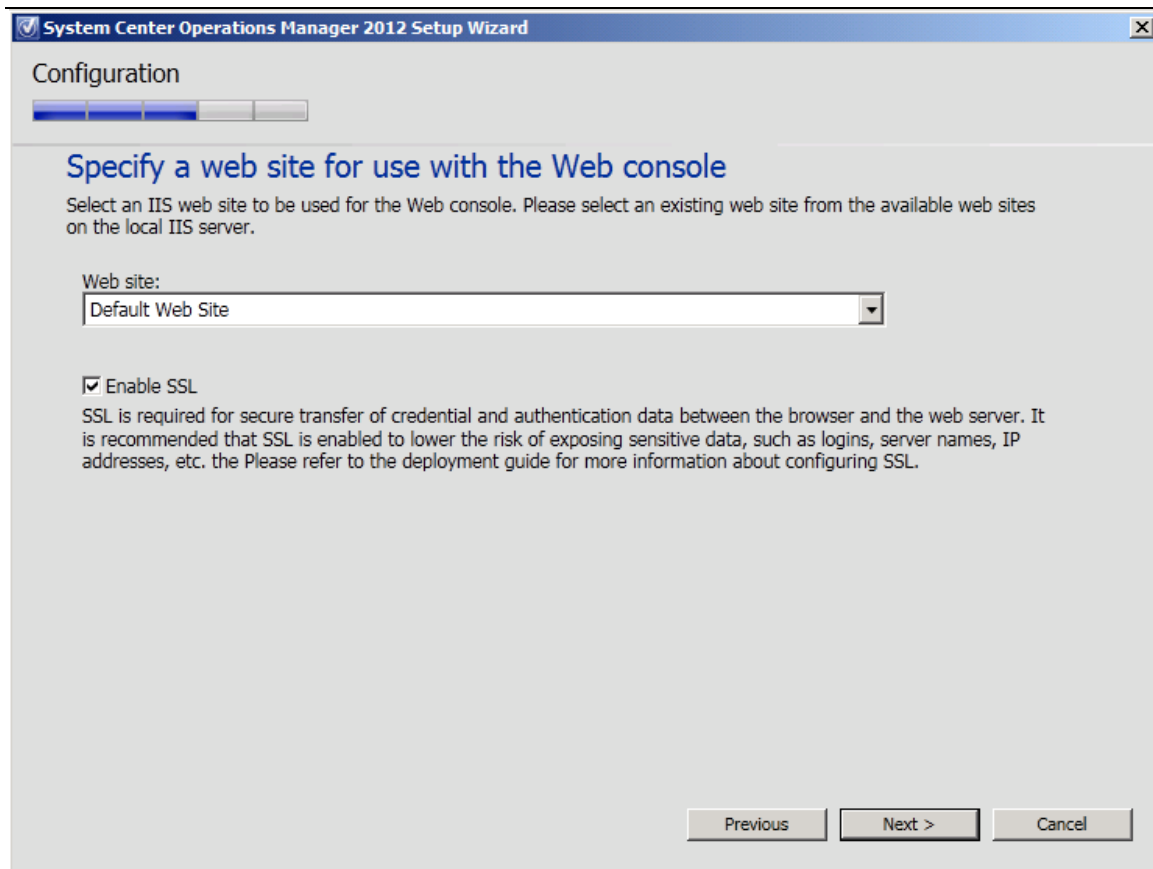 System Center Operations Manager 2012 Setup Wizard
Configuration
Specify a web site for use with the Web console
Select an IIS web site to be used for the Web console. Please select an existing web site from the available web sites
on the local IIS server.
Web site:
Default Web Site
Enable SSL
SSL is required for secure transfer of credential and authentication data between the browser and the web server. It
is recommended that SSL is enabled to lower the risk of exposing sensitive data, such as logins, server names, IP
addresses, etc. the Please refer to the deployment guide for more information about configuring SSL.
Previous
Next >
Cancel